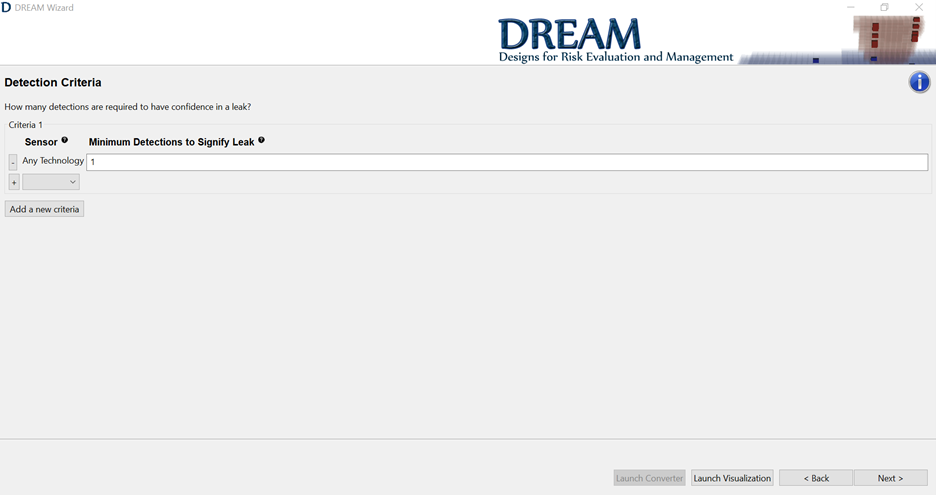 D DREAM Wizard
DREAM
Designs for Risk Evaluation and Management
Detection Criteria
How many detections are required to have confidence in a leak?
Criteria 1
Sensor ? Minimum Detections to Signify Leak ?
- Any Technology 1
+
Add a new criteria
Launch Converter Launch Visualization < Back Next >